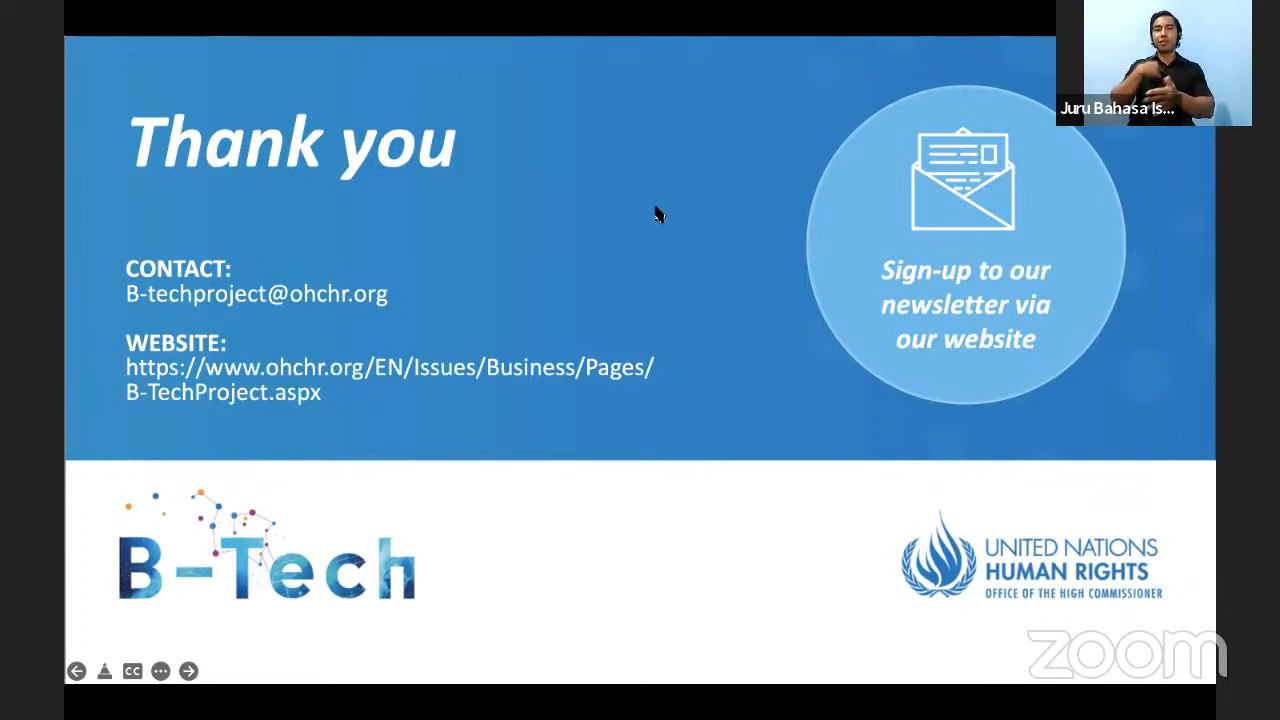 Thank you
CONTACT:
B-techproject@ohchr.org
WEBSITE:
https://www.ohchr.org/EN/Issues/Business/Pages/
B-TechProject.aspx
Sign-up to our
newsletter via
our website
Juru Bahasa Is...
B-Tech
UNITED NATIONS
HUMAN RIGHTS
OFFICE OF THE HIGH COMMISSIONER
CC
zoom